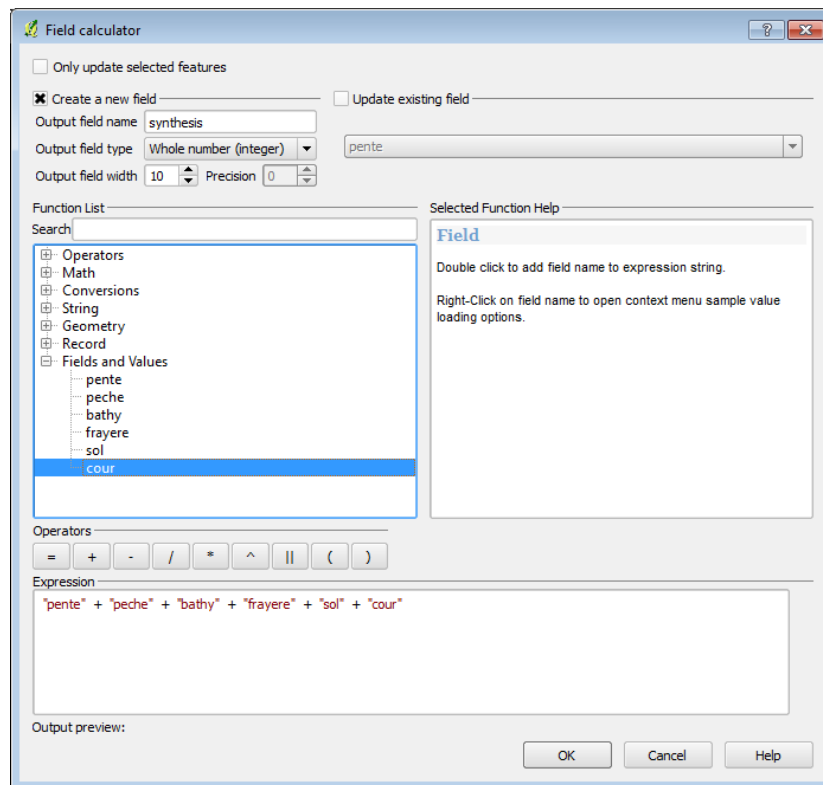 Field calculator
Only update selected features
Create a new field
Update existing field
Output field name synthesis
Output field type Whole number (integer)
pente
Output field width 10 Precision 0
Function List
Selected Function Help
Search
Field
Operators
Math
Conversions
String
Geometry
Record
Fields and Values
pente
peche
bathy
frayere
sol
cour
Double click to add field name to expression string.
Right-Click on field name to open context menu sample value
loading options.
Operators
= + - / * ^ || ( )
Expression
"pente" + "peche" + "bathy" + "frayere" + "sol" + "cour"
Output preview:
OK Cancel Help